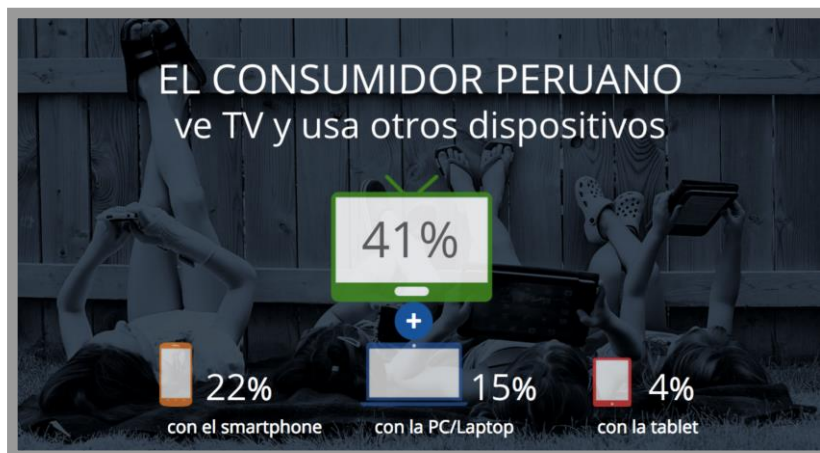 EL CONSUMIDOR PERUANO
ve TV y usa otros dispositivos
41%
+
22%
con el smartphone
15%
con la PC/Laptop
4%
con la tablet